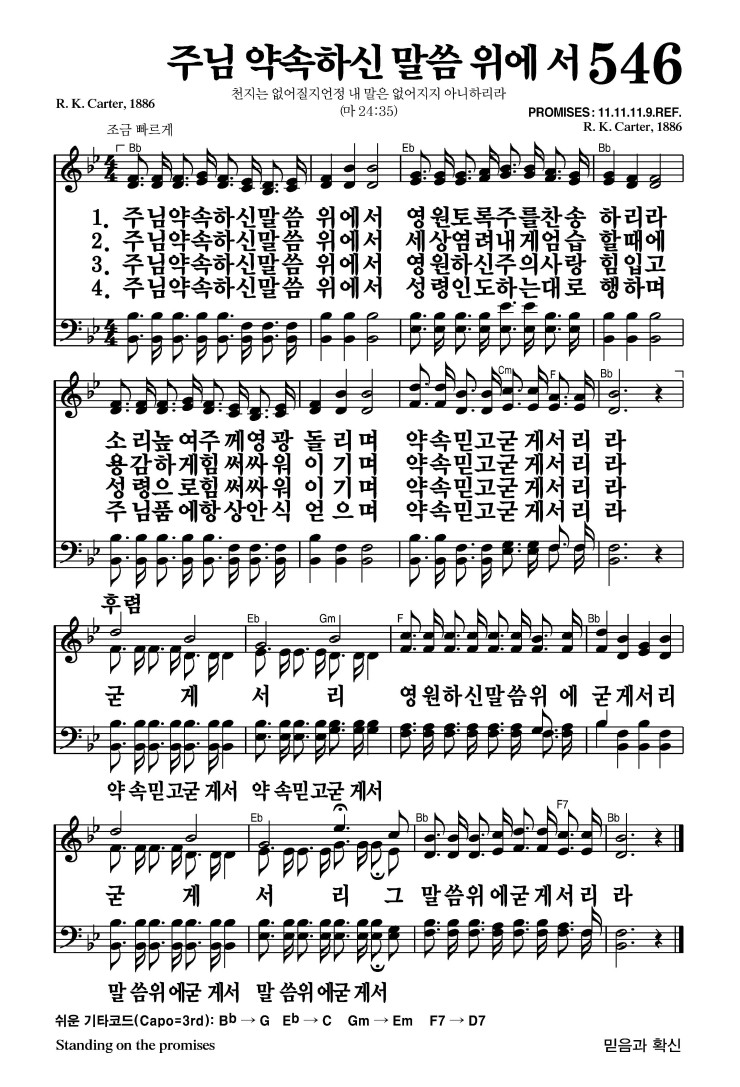 주님 약속하신 말씀 위에 서 546
천지는 없어질지언정 내 말은 없어지지 아니하리라
(마 24:35)
R. K. Carter, 1886
PROMISES: 11.11.11.9.REF.
R. K. Carter, 1886
조금 빠르게
Bb Eb Bb
1. 주님약속하신말씀 위에서 영원토록주를찬송 하리라
2. 주님약속하신말씀 위에서 세상염려내게엄습 할때에
3. 주님약속하신말씀 위에서 영원하신주의사랑 힘입고
4. 주님약속하신말씀 위에서 성령인도하는대로 행하며
Cm F Bb
소리높여주께영광 돌리며 약속믿고굳게서리라
용감하게힘써싸워 이기며 약속믿고굳게서리라
성령으로힘써싸워 이기며 약속믿고굳게서리라
주님품에항상안식 얻으며 약속믿고굳게서리라
후렴
Eb Gm F Bb
굳 게 서 리 영원하신말씀위에 굳게서리
약속믿고굳게서 약속믿고굳게서
Eb Bb F7 Bb
굳 게 서 리 그 말씀위에굳게서리라
말씀위에굳게서 말씀위에굳게서
쉬운 기타코드(Capo=3rd): Bb → G Eb → C Gm → Em F7 → D7
Standing on the promises
믿음과 확신